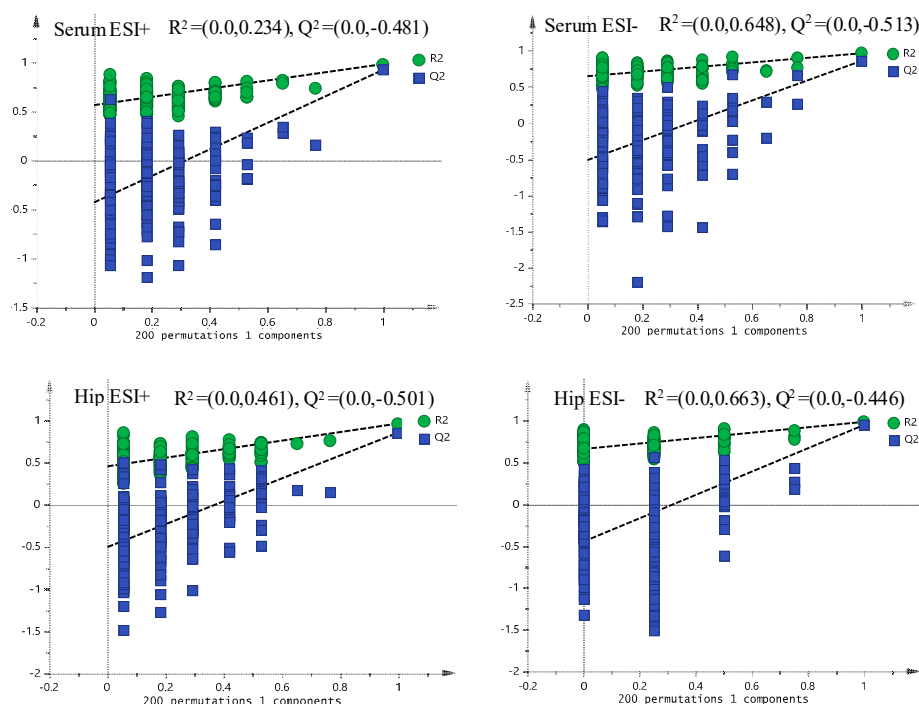 Serum ESI+ R²=(0.0,0.234), Q²=(0.0,-0.481)
R2
Q2
1
0.5
0
0.5
-1
-1.5
-0.2 0 0.2 0.4 0.6 0.8 1
200 permutations 1 components
Serum ESI- R²=(0.0,0.648), Q²=(0.0,-0.513)
R2
Q2
1
0.5
0
-0.5
-1
-1.5
-2
-2.5
-0.2 0 0.2 0.4 0.6 0.8 1
200 permutations 1 components
Hip ESI+ R²=(0.0,0.461), Q²=(0.0,-0.501)
R2
Q2
1
0.5
0
-0.5
-1
-1.5
-2
0 0.2 0.4 0.6 0.8 1
200 permutations 1 components
Hip ESI- R²=(0.0,0.663), Q²=(0.0,-0.446)
R2
Q2
1
0.5
0
-0.5
-1
-1.5
-2
-0.2 0 0.2 0.4 0.6 0.8 1
200 permutations 1 components